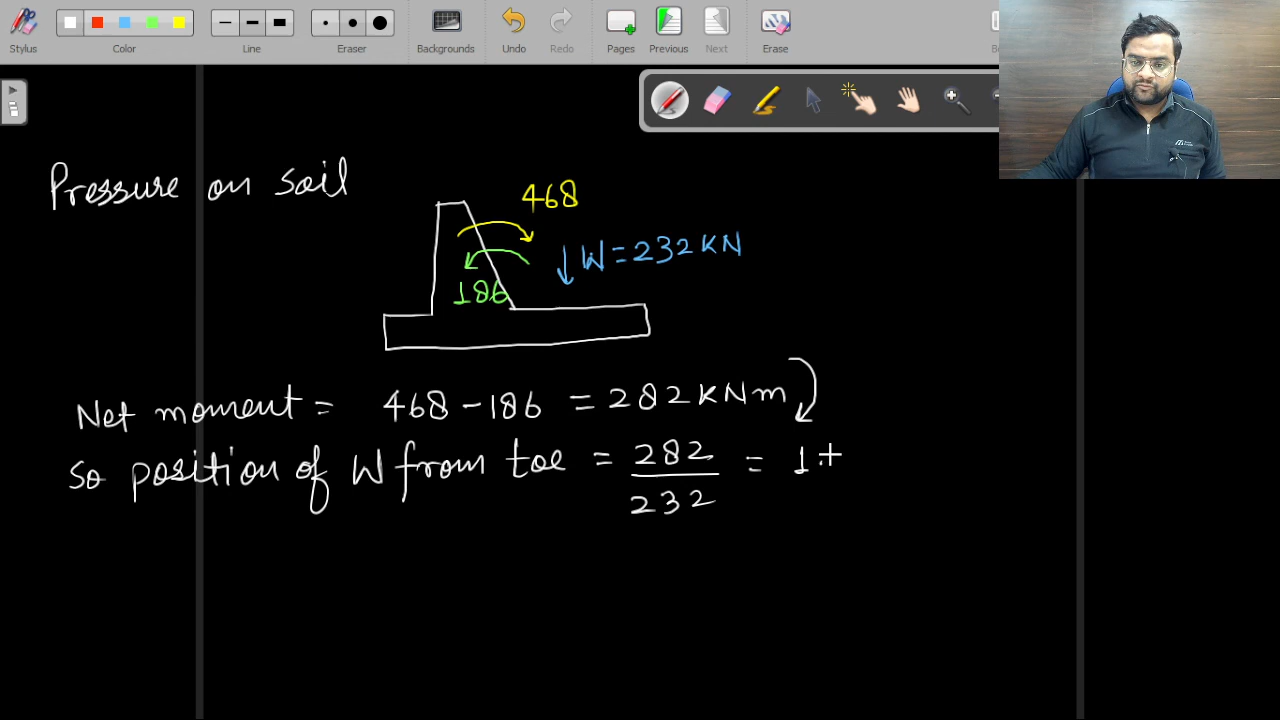 Stylus
Color
Line
Eraser
Backgrounds
Undo
Redo
Pages
Previous
Next
Erase
Pressure on soil
468
W = 232 KN
186
Net moment = 468 - 186 = 282 KNm
So position of W from toe = 282 / 232 = 1.+